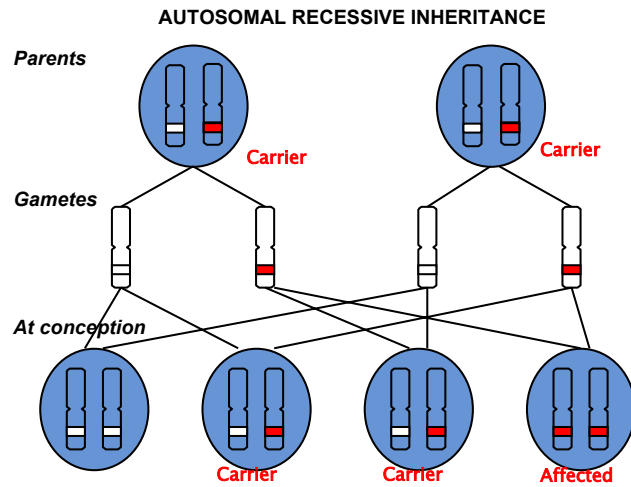 AUTOSOMAL RECESSIVE INHERITANCE
Parents
Carrier
Carrier
Gametes
At conception
Carrier
Carrier
Affected